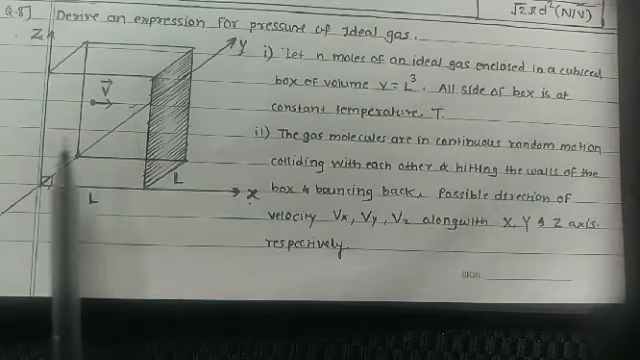 √2πd²(N/V)
Q.8] Derive an expression for pressure of Ideal gas.
Z
Y
i) Let n moles of an ideal gas enclosed in a cubical
box of volume V = L³. All side of box is at
constant temperature, T.
V
ii) The gas molecules are in continuous random motion
colliding with each other & hitting the walls of the
L
box & bouncing back. Possible direction of
X
L
velocity Vx, Vy, Vz alongwith X, Y & Z axis.
respectively.
SIGN